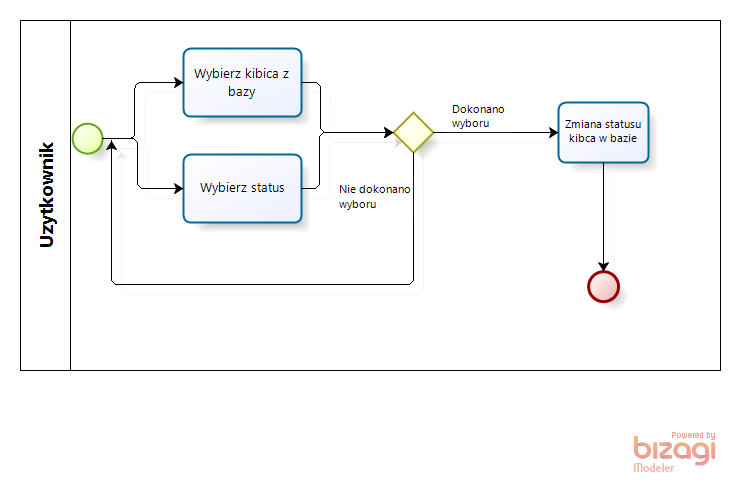 Uzytkownik
Wybierz kibica z
bazy
Wybierz status
Dokonano
wyboru
Nie dokonano
wyboru
Zmiana statusu
kibca w bazie
Powered by
bizagi
Modeler